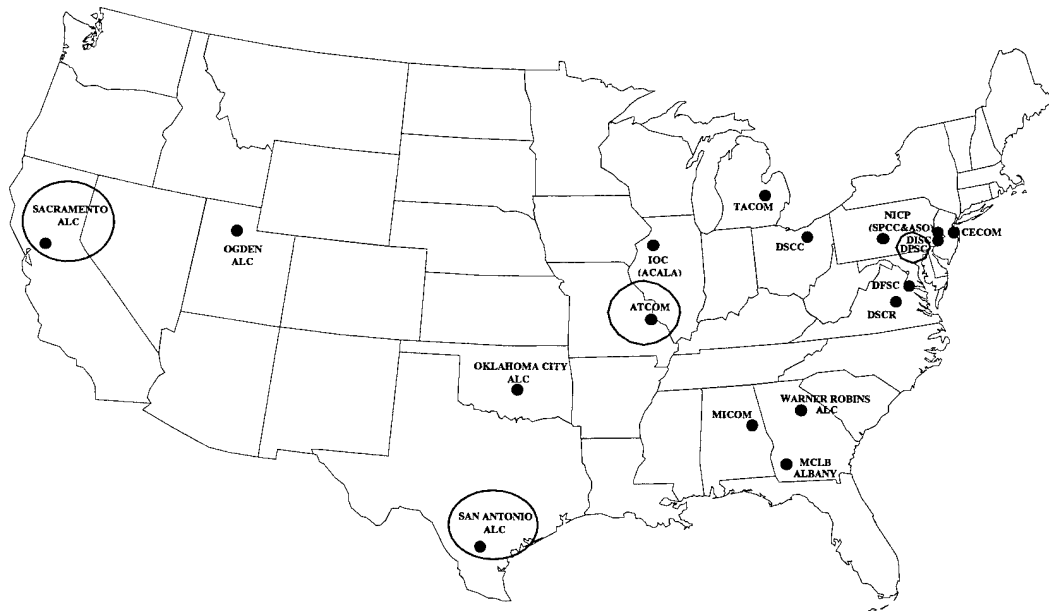 SACRAMENTO
ALC
OGDEN
ALC
TACOM
NICP
(SPCC&ASO)
CECOM
DISC
DPSC
DSCC
IOC
(ACALA)
ATCOM
DFSC
DSCR
OKLAHOMA CITY
ALC
WARNER ROBINS
ALC
MICOM
MCLB
ALBANY
SAN ANTONIO
ALC